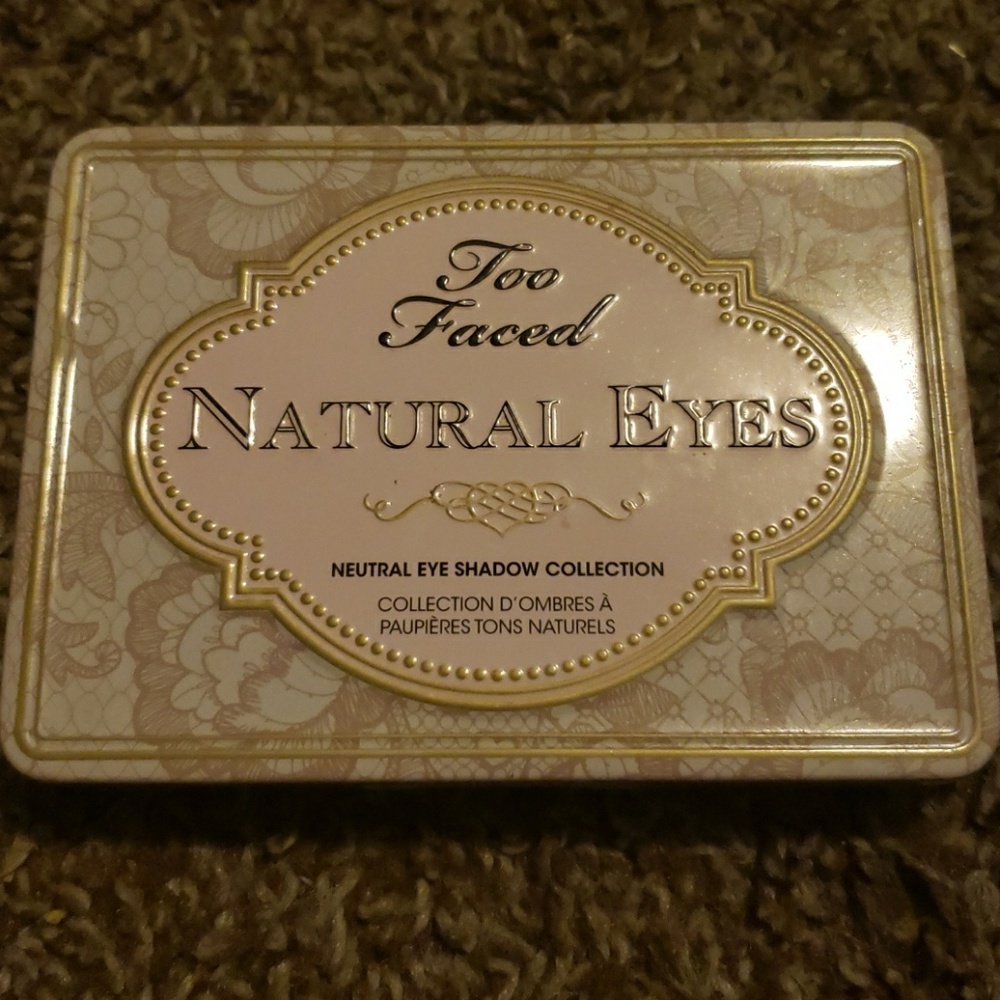 Too
Faced
NATURAL EYES
NEUTRAL EYE SHADOW COLLECTION
COLLECTION D'OMBRES À
PAUPIÈRES TONS NATURELS